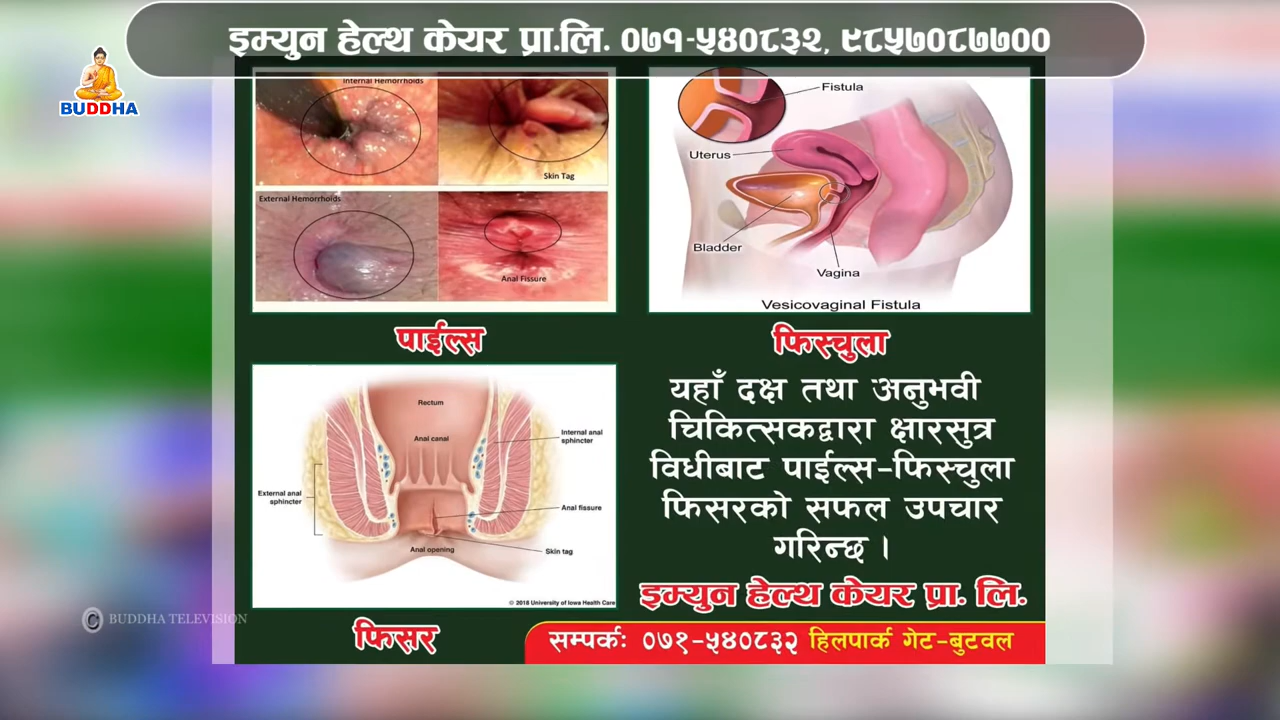 इम्युन हेल्थ केयर प्रा.लि. ०७१-५४०८३२, ९८५७०८७७००
BUDDHA
Internal Hemorrhoids
Skin Tag
External Hemorrhoids
Anal Fissure
Fistula
Uterus
Bladder
Vagina
Vesicovaginal Fistula
पाईल्स
फिस्चुला
Rectum
Anal canal
Internal anal
sphincter
External anal
sphincter
Anal fissure
Anal opening
Skin tag
© 2018 University of Iowa Health Care
फिसर
यहाँ दक्ष तथा अनुभवी
चिकित्सकद्वारा क्षारसुत्र
विधीबाट पाईल्स-फिस्चुला
फिसरको सफल उपचार
गरिन्छ ।
इम्युन हेल्थ केयर प्रा. लि.
सम्पर्कः ०७१-५४०८३२ हिलपार्क गेट-बुटवल
© BUDDHA TELEVISION